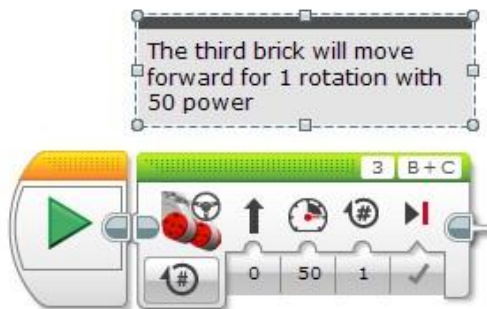 The third brick will move
forward for 1 rotation with
50 power
3 B + C
#
# 0 50 1